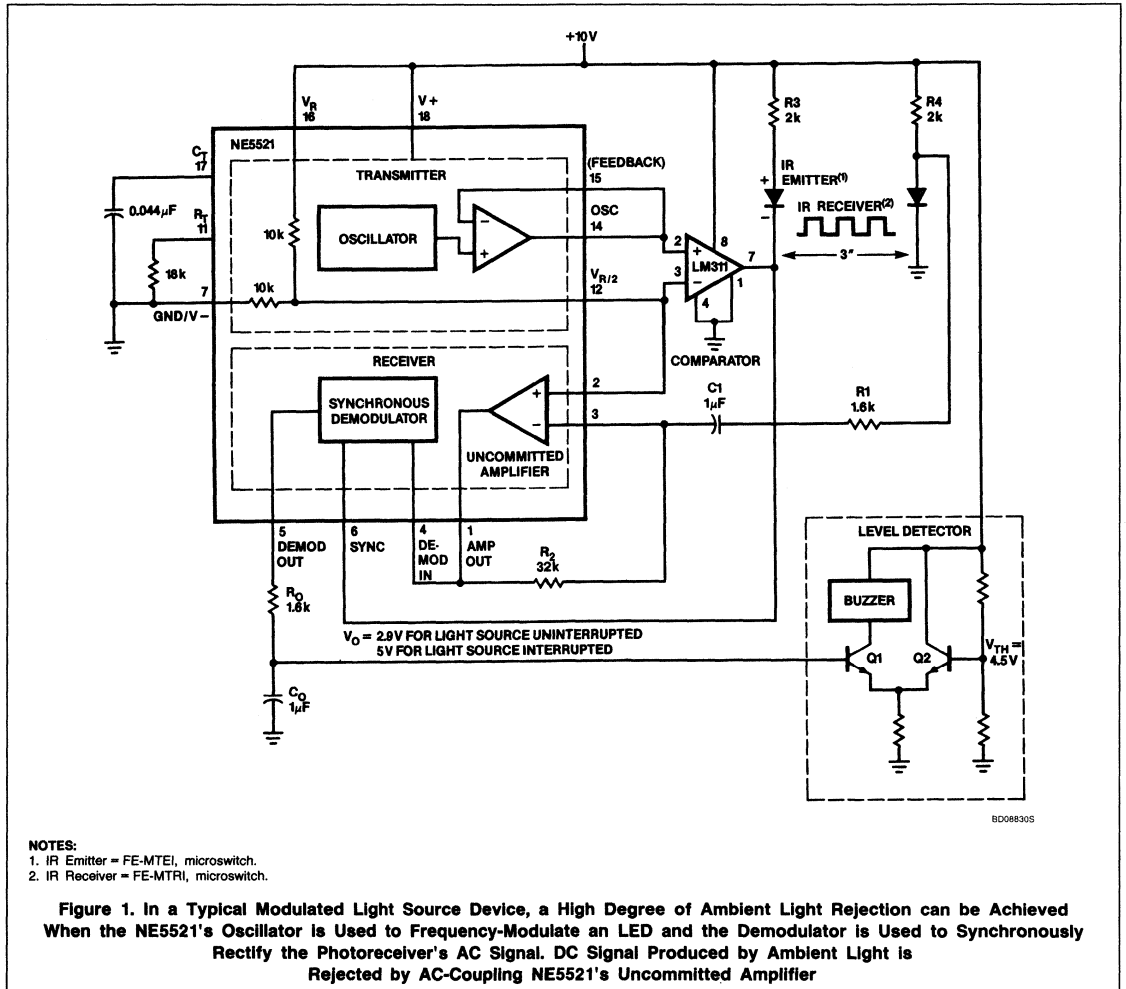 +10V
V_R
16
V+
18
NE5521
C_T
17
0.044μF
R_T
11
18k
7
GND/V−
10k
10k
TRANSMITTER
OSCILLATOR
−
+
(FEEDBACK)
15
OSC
14
V_R/2
12
2
+
3
−
LM311
8
7
4
1
COMPARATOR
R3
2k
+
IR
EMITTER(1)
−
IR RECEIVER(2)
3"
R4
2k
RECEIVER
SYNCHRONOUS
DEMODULATOR
+
−
UNCOMMITTED
AMPLIFIER
2
3
C1
1μF
R1
1.6k
5
DEMOD
OUT
6
SYNC
4
DE-
MOD
IN
1
AMP
OUT
R2
32k
R_O
1.6k
V_O = 2.9V FOR LIGHT SOURCE UNINTERRUPTED
5V FOR LIGHT SOURCE INTERRUPTED
C_O
1μF
LEVEL DETECTOR
BUZZER
Q1
Q2
V_TH =
4.5V
BD08830S
NOTES:
1. IR Emitter = FE-MTEI, microswitch.
2. IR Receiver = FE-MTRI, microswitch.
Figure 1. In a Typical Modulated Light Source Device, a High Degree of Ambient Light Rejection can be Achieved
When the NE5521's Oscillator is Used to Frequency-Modulate an LED and the Demodulator is Used to Synchronously
Rectify the Photoreceiver's AC Signal. DC Signal Produced by Ambient Light is
Rejected by AC-Coupling NE5521's Uncommitted Amplifier